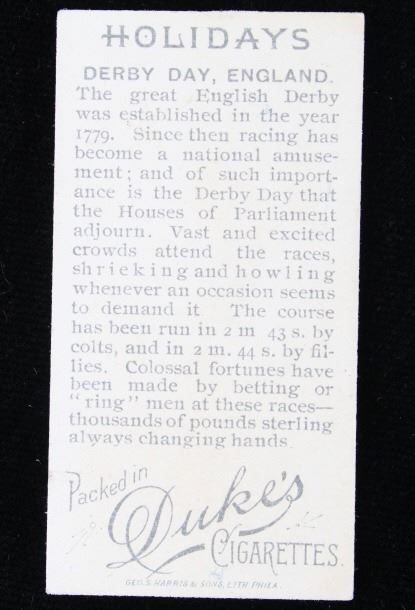 HOLIDAYS
DERBY DAY, ENGLAND.
The great English Derby
was established in the year
1779. Since then racing has
become a national amuse-
ment; and of such import-
ance is the Derby Day that
the Houses of Parliament
adjourn. Vast and excited
crowds attend the races,
shrieking and howling
whenever an occasion seems
to demand it. The course
has been run in 2 m 43 s. by
colts, and in 2 m. 44 s. by fil-
lies. Colossal fortunes have
been made by betting or
"ring" men at these races—
thousands of pounds sterling
always changing hands.
Packed in
Duke's
CIGARETTES.
GEO. S. HARRIS & SONS, LITH. PHILA.